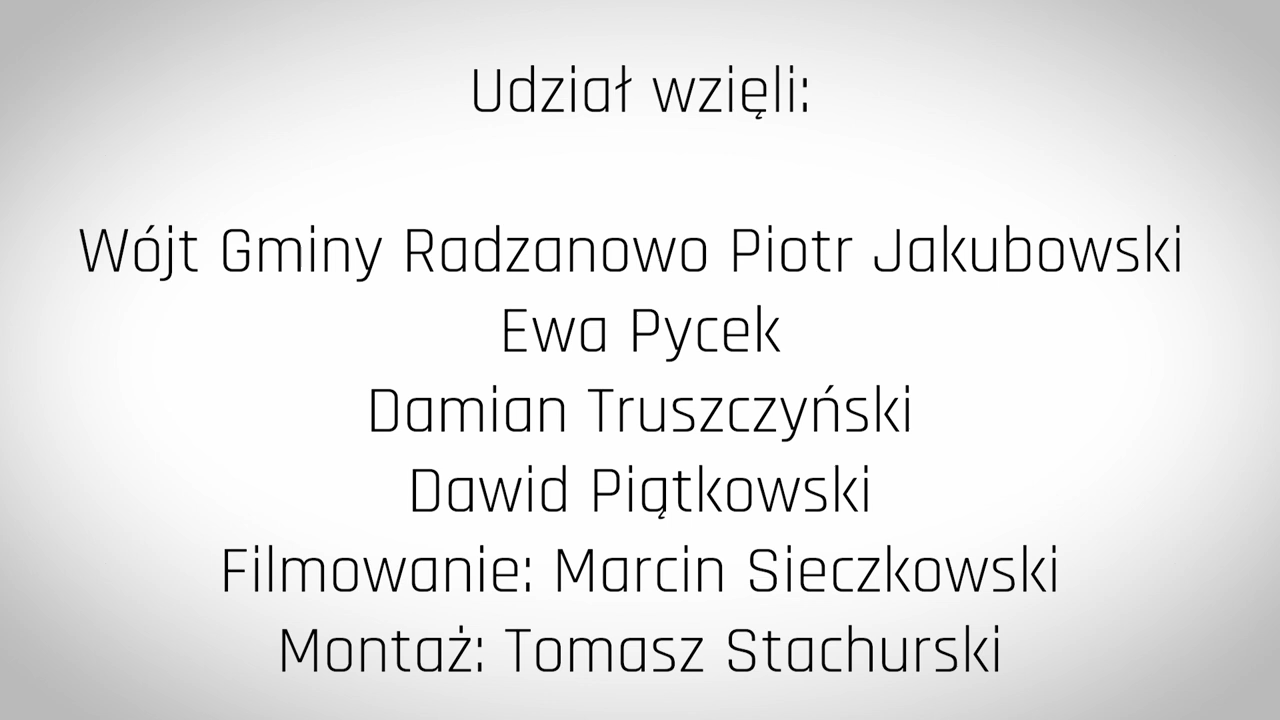 Udział wzięli:
Wójt Gminy Radzanowo Piotr Jakubowski
Ewa Pycek
Damian Truszczyński
Dawid Piątkowski
Filmowanie: Marcin Sieczkowski
Montaż: Tomasz Stachurski